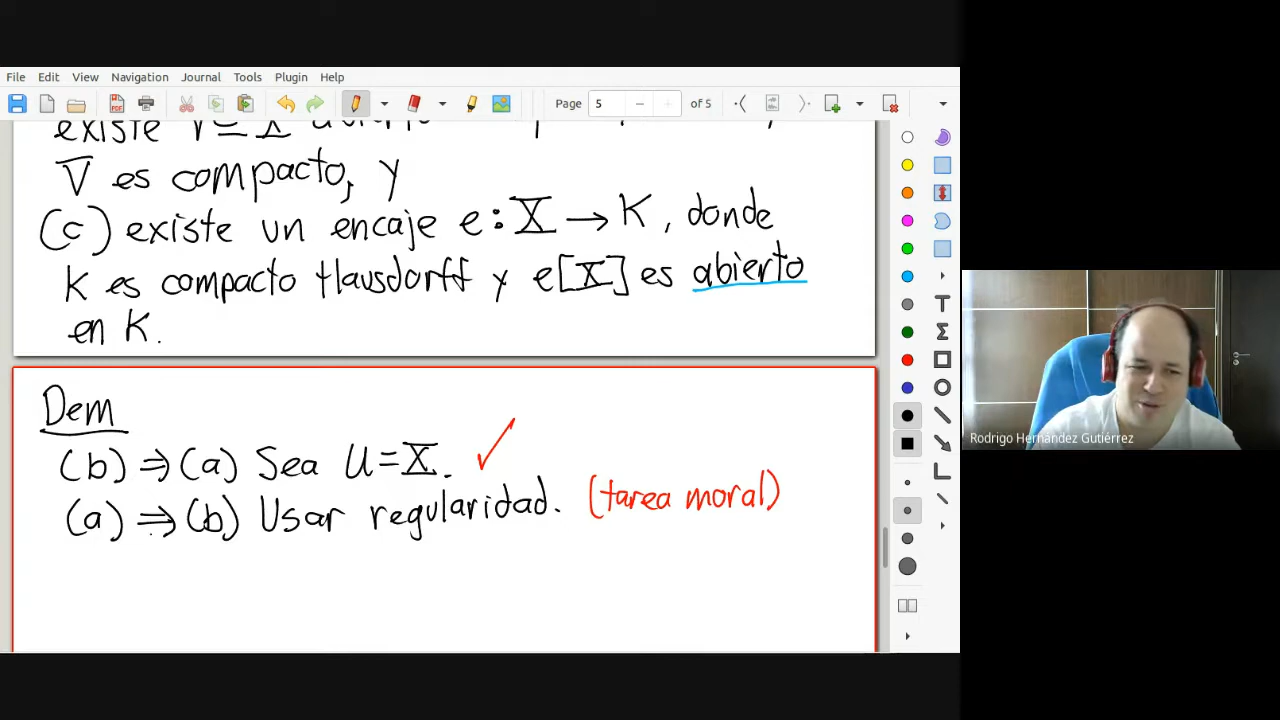 File Edit View Navigation Journal Tools Plugin Help
Page 5 of 5
existe
V̅ es compacto, y
(c) existe un encaje e: X → K, donde
K es compacto Hausdorff y e[X] es abierto
en K.
Dem
(b) ⇒ (a) Sea U = X. ✓
(a) ⇒ (b) Usar regularidad. (tarea moral)
Rodrigo Hernández Gutiérrez